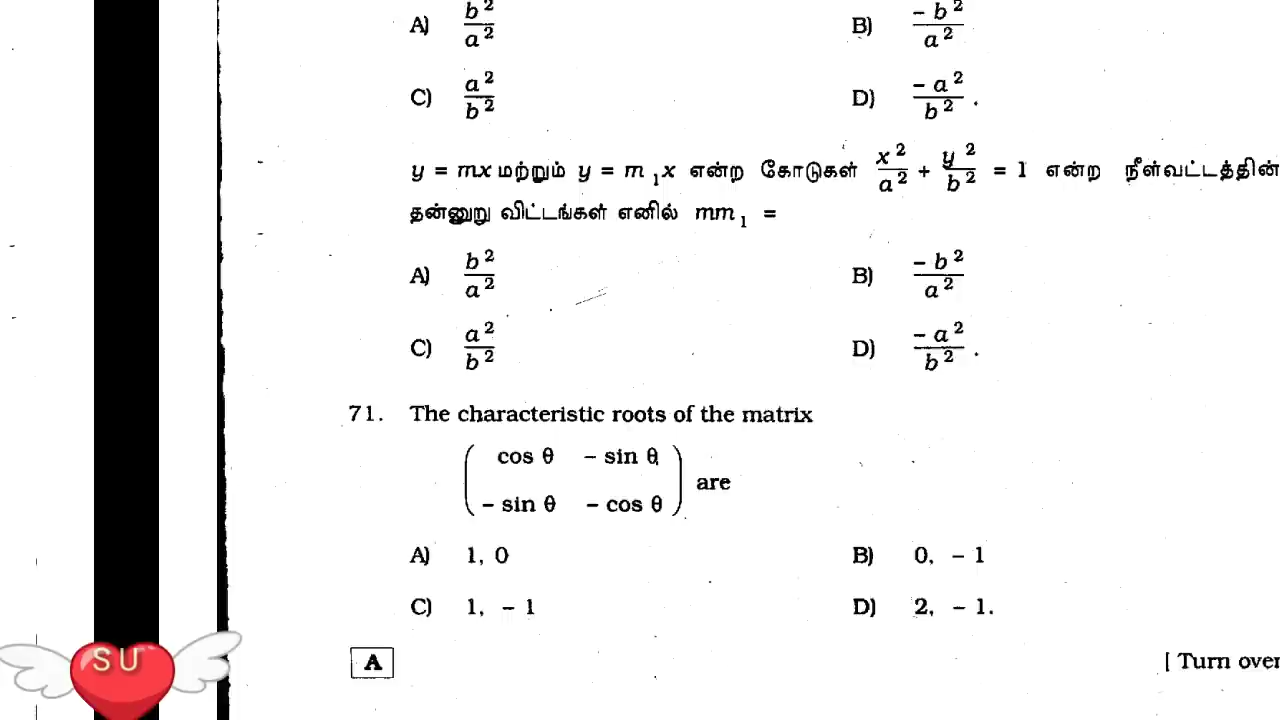 A) b²/a² B) -b²/a²
C) a²/b² D) -a²/b² .
y = mx மற்றும் y = m₁x என்ற கோடுகள் x²/a² + y²/b² = 1 என்ற நீள்வட்டத்தின்
தன்னுறு விட்டங்கள் எனில் mm₁ =
A) b²/a² B) -b²/a²
C) a²/b² D) -a²/b² .
71. The characteristic roots of the matrix
( cos θ - sin θ
- sin θ - cos θ ) are
A) 1, 0 B) 0, - 1
C) 1, - 1 D) 2, - 1.
A [ Turn over
SU